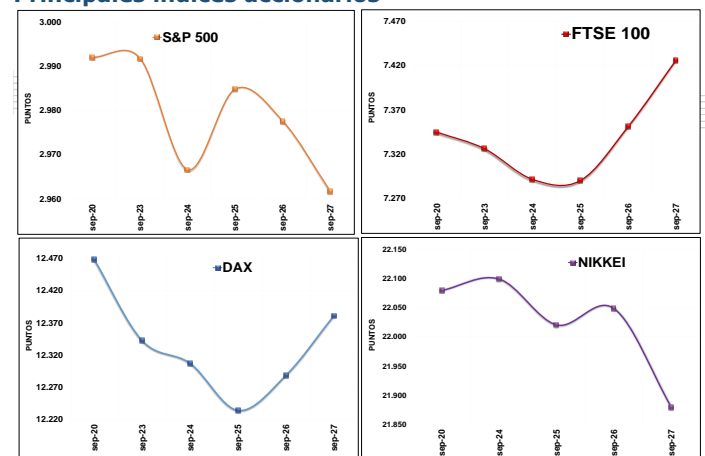 Principales índices accionarios
S&P 500
PUNTOS
3.000
2.990
2.980
2.970
2.960
sep-20
sep-23
sep-24
sep-25
sep-26
sep-27
FTSE 100
PUNTOS
7.470
7.420
7.370
7.320
7.270
sep-20
sep-23
sep-24
sep-25
sep-26
sep-27
DAX
PUNTOS
12.470
12.420
12.370
12.320
12.270
12.220
sep-20
sep-23
sep-24
sep-25
sep-26
sep-27
NIKKEI
PUNTOS
22.150
22.100
22.050
22.000
21.950
21.900
21.850
sep-20
sep-24
sep-25
sep-26
sep-27